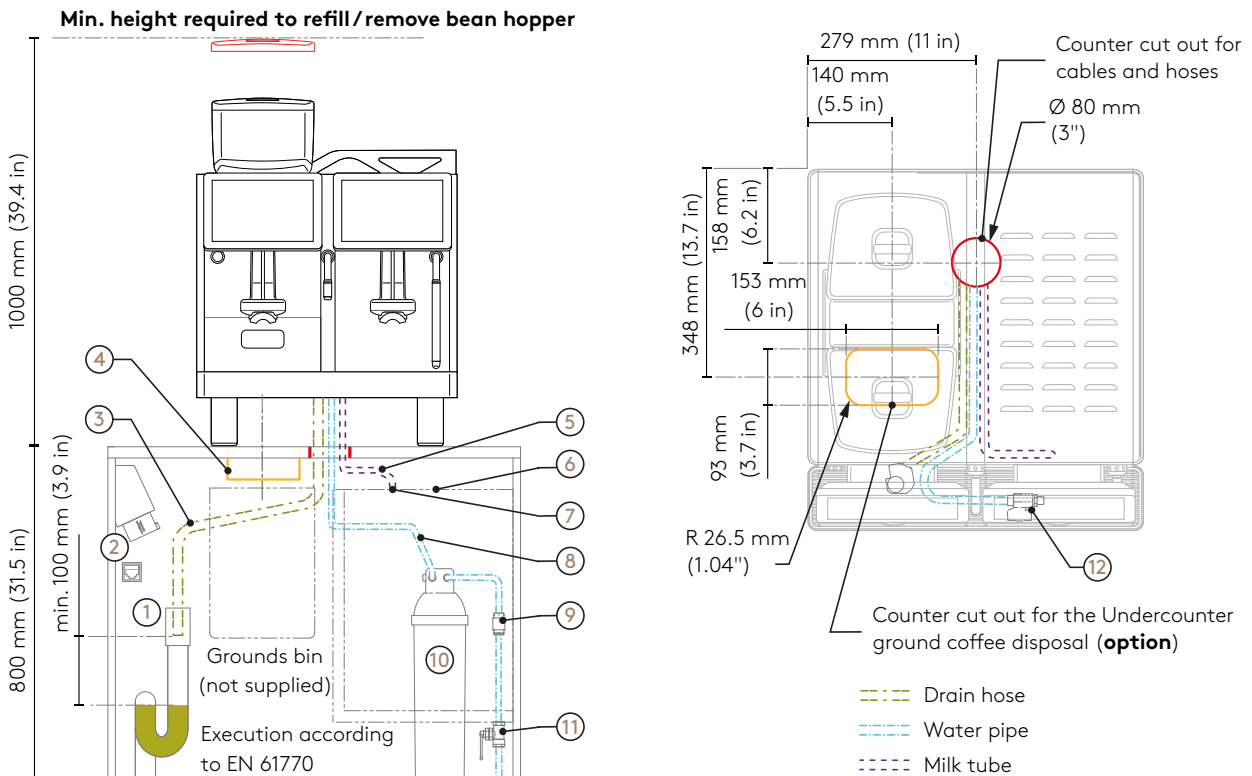 Min. height required to refill / remove bean hopper
1000 mm (39.4 in)
800 mm (31.5 in)
min. 100 mm (3.9 in)
4
3
2
1
5
6
7
8
9
10
11
Grounds bin
(not supplied)
Execution according
to EN 61770
279 mm (11 in)
140 mm
(5.5 in)
Counter cut out for
cables and hoses
Ø 80 mm
(3")
348 mm (13.7 in)
158 mm
(6.2 in)
153 mm
(6 in)
93 mm
(3.7 in)
R 26.5 mm
(1.04")
12
Counter cut out for the Undercounter
ground coffee disposal (option)
Drain hose
Water pipe
Milk tube